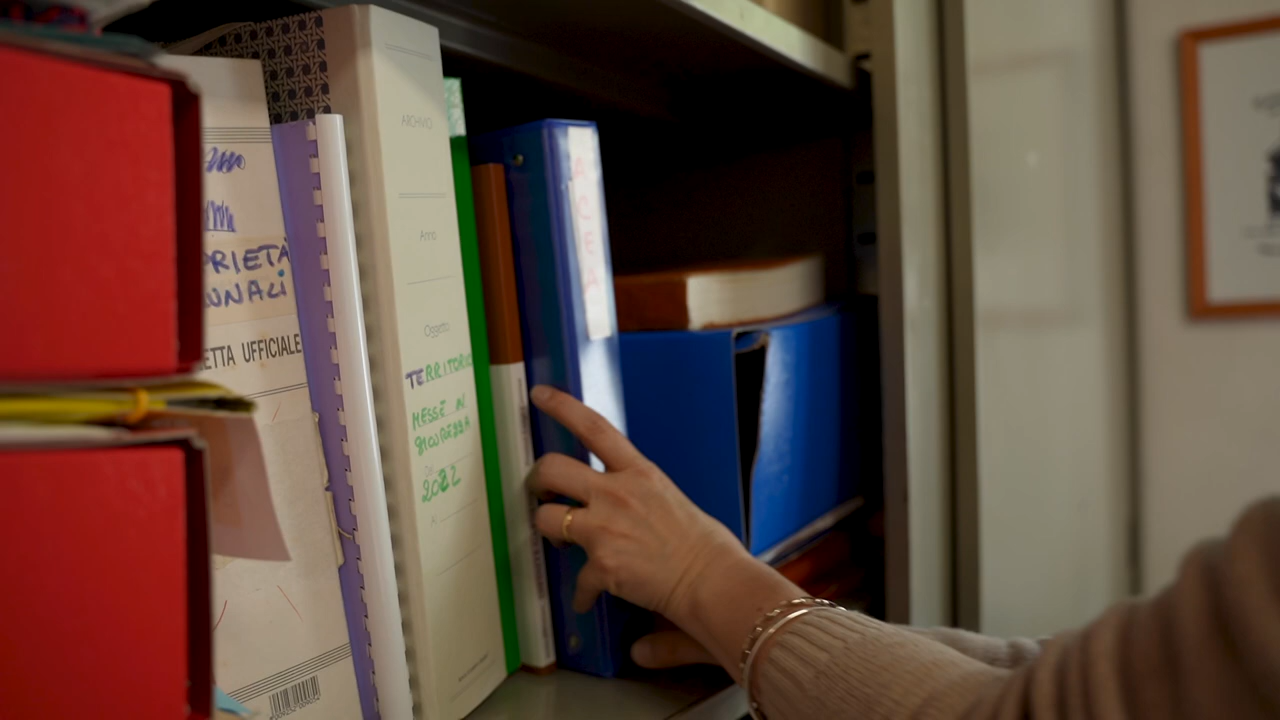 PRIETÀ
UNALI
ETTA UFFICIALE
ARCHIVIO
Anno
Oggetto
TERRITORIO
MESSE IN
SICUREZZA
2022
ACEA